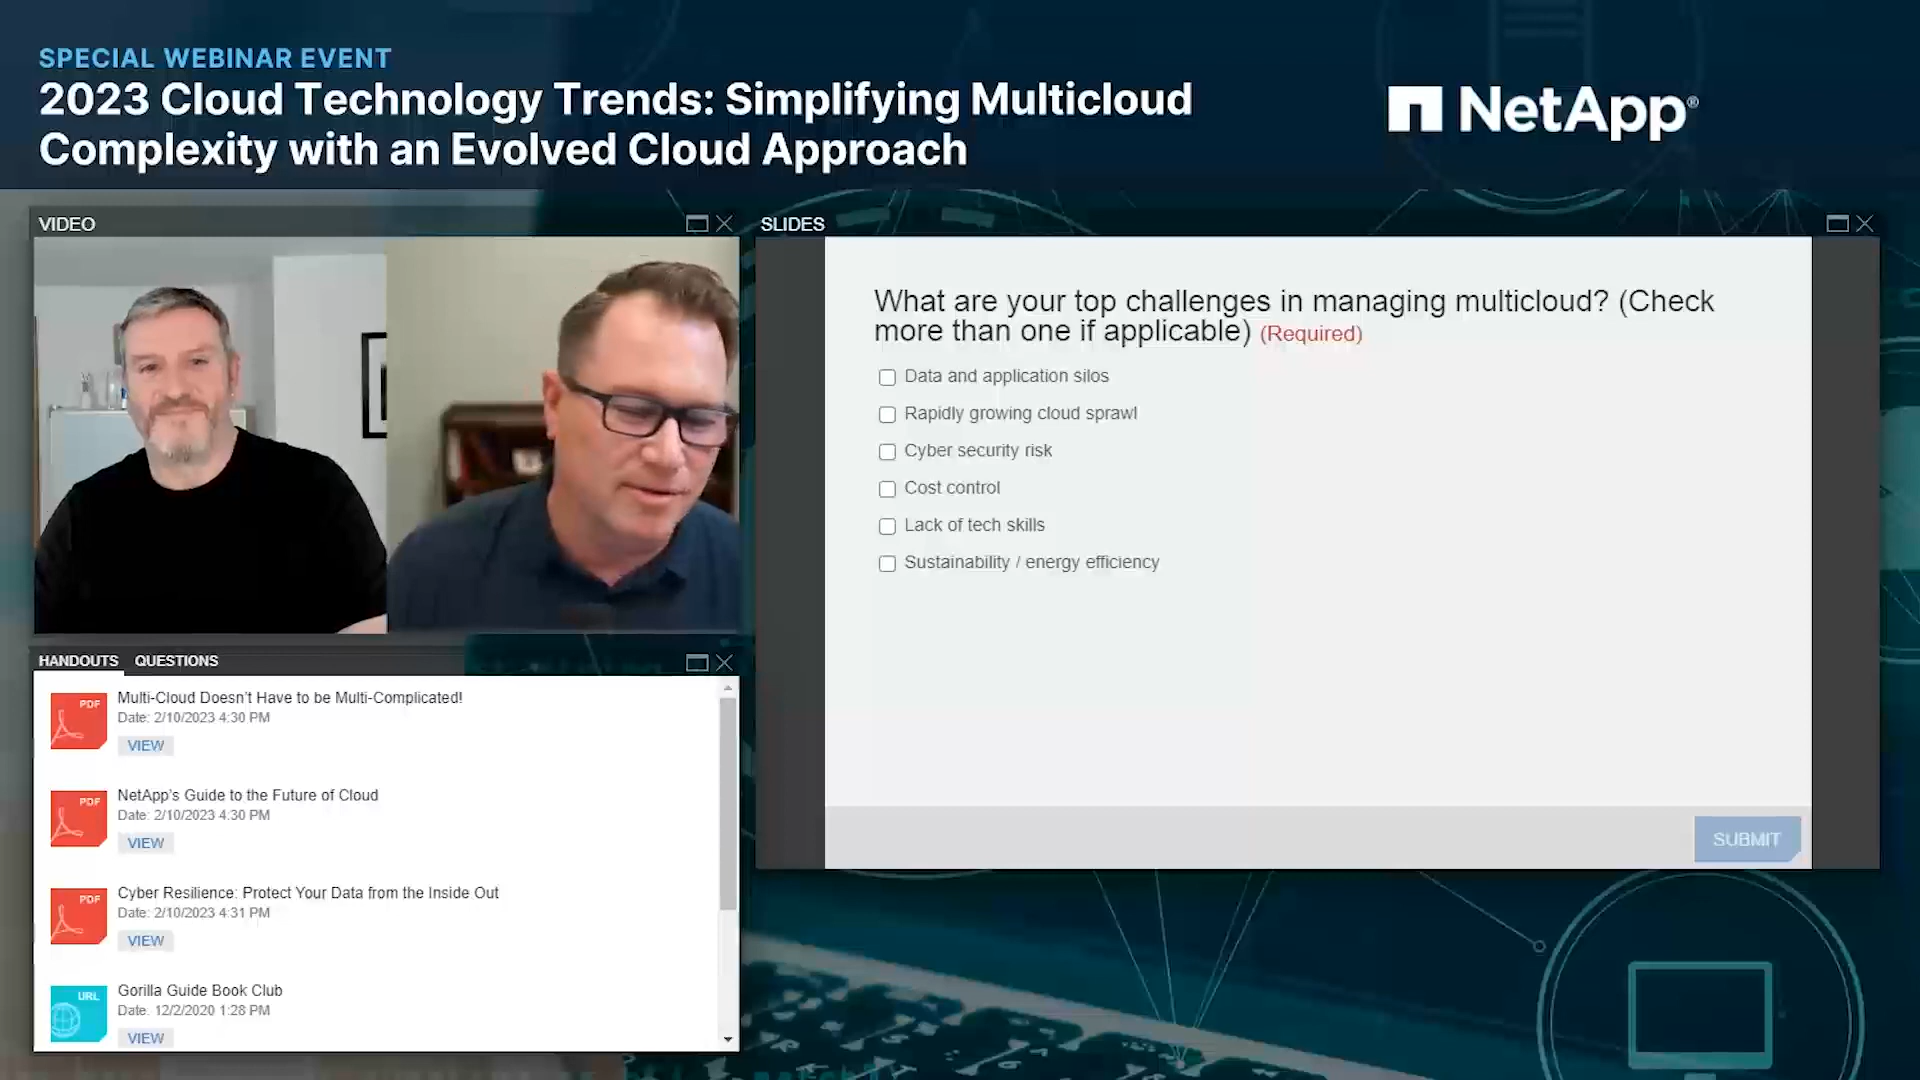 SPECIAL WEBINAR EVENT
2023 Cloud Technology Trends: Simplifying Multicloud
Complexity with an Evolved Cloud Approach
NetApp®
VIDEO
SLIDES
What are your top challenges in managing multicloud? (Check
more than one if applicable) (Required)
Data and application silos
Rapidly growing cloud sprawl
Cyber security risk
Cost control
Lack of tech skills
Sustainability / energy efficiency
SUBMIT
HANDOUTS QUESTIONS
PDF
Multi-Cloud Doesn't Have to be Multi-Complicated!
Date: 2/10/2023 4:30 PM
VIEW
PDF
NetApp's Guide to the Future of Cloud
Date: 2/10/2023 4:30 PM
VIEW
PDF
Cyber Resilience: Protect Your Data from the Inside Out
Date: 2/10/2023 4:31 PM
VIEW
URL
Gorilla Guide Book Club
Date: 12/2/2020 1:28 PM
VIEW